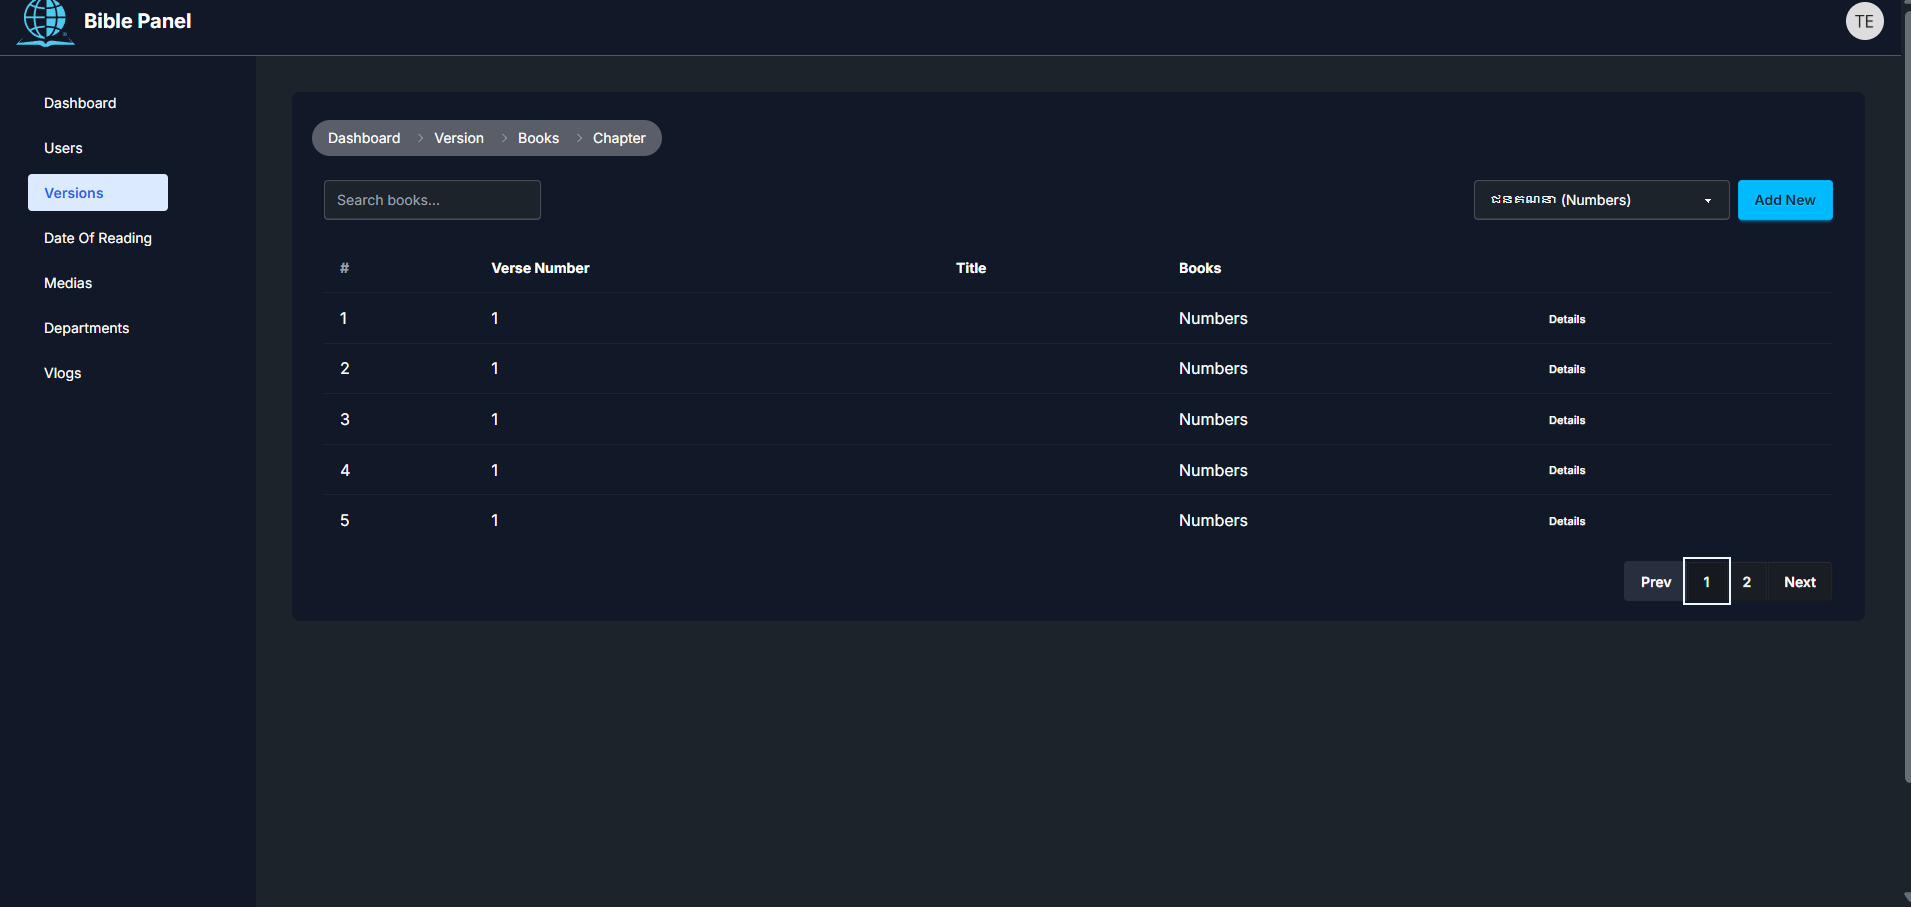 Bible Panel
TE
Dashboard
Users
Versions
Date Of Reading
Medias
Departments
Vlogs
Dashboard > Version > Books > Chapter
Search books...
ជនគណនា (Numbers)
Add New
# Verse Number Title Books
1 1 Numbers Details
2 1 Numbers Details
3 1 Numbers Details
4 1 Numbers Details
5 1 Numbers Details
Prev 1 2 Next